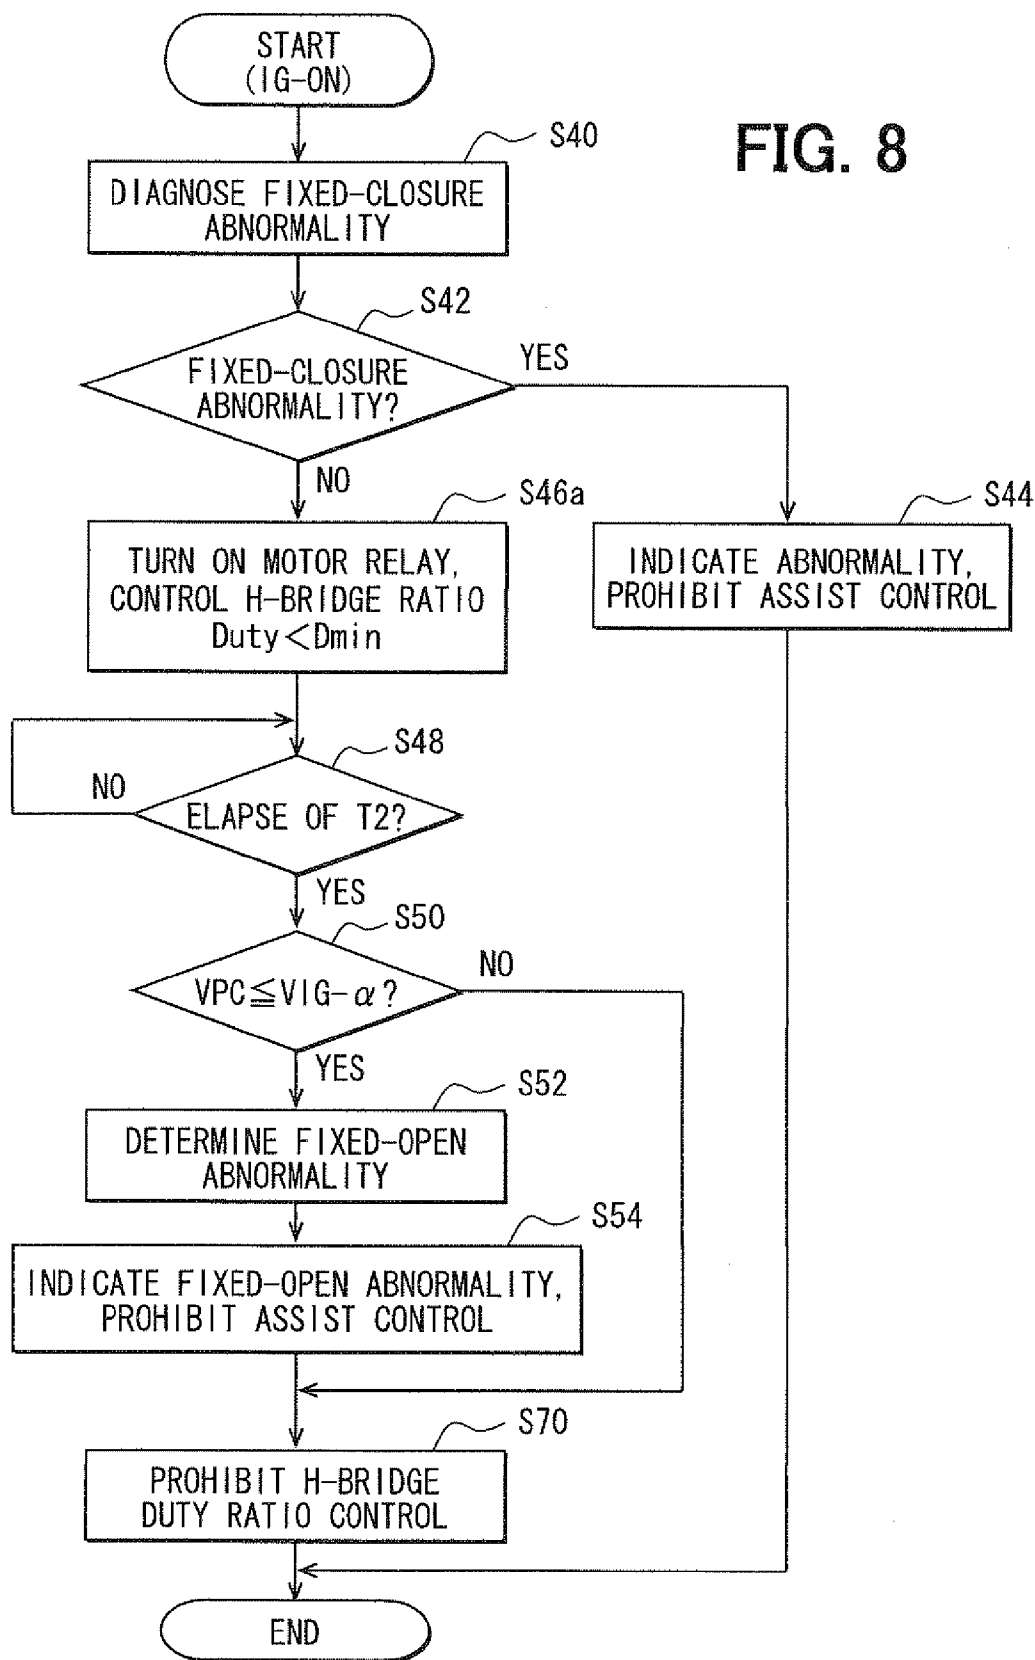 START
(IG-ON)
FIG. 8
S40
DIAGNOSE FIXED-CLOSURE
ABNORMALITY
S42
FIXED-CLOSURE
ABNORMALITY?
YES
NO
S46a
TURN ON MOTOR RELAY,
CONTROL H-BRIDGE RATIO
Duty<Dmin
S44
INDICATE ABNORMALITY,
PROHIBIT ASSIST CONTROL
S48
NO
ELAPSE OF T2?
YES
S50
NO
VPC≦VIG-α?
YES
S52
DETERMINE FIXED-OPEN
ABNORMALITY
S54
INDICATE FIXED-OPEN ABNORMALITY,
PROHIBIT ASSIST CONTROL
S70
PROHIBIT H-BRIDGE
DUTY RATIO CONTROL
END